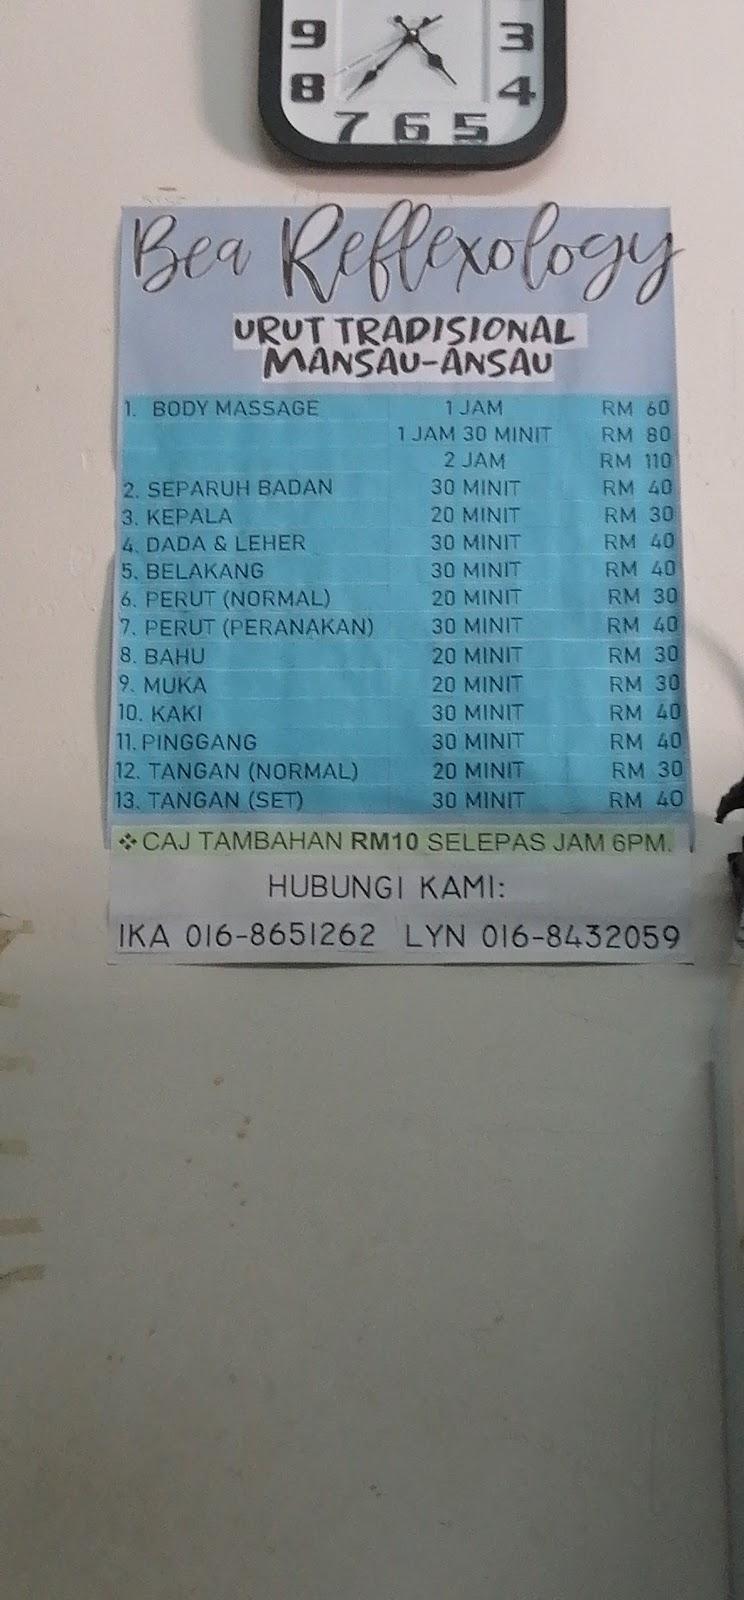 9 3
8 4
7 6 5
Bea Reflexology
URUT TRADISIONAL
MANSAU-ANSAU
1. BODY MASSAGE 1 JAM RM 60
1 JAM 30 MINIT RM 80
2 JAM RM 110
2. SEPARUH BADAN 30 MINIT RM 40
3. KEPALA 20 MINIT RM 30
4. DADA & LEHER 30 MINIT RM 40
5. BELAKANG 30 MINIT RM 40
6. PERUT (NORMAL) 20 MINIT RM 30
7. PERUT (PERANAKAN) 30 MINIT RM 40
8. BAHU 20 MINIT RM 30
9. MUKA 20 MINIT RM 30
10. KAKI 30 MINIT RM 40
11. PINGGANG 30 MINIT RM 40
12. TANGAN (NORMAL) 20 MINIT RM 30
13. TANGAN (SET) 30 MINIT RM 40
❖ CAJ TAMBAHAN RM10 SELEPAS JAM 6PM.
HUBUNGI KAMI:
IKA 016-8651262 LYN 016-8432059